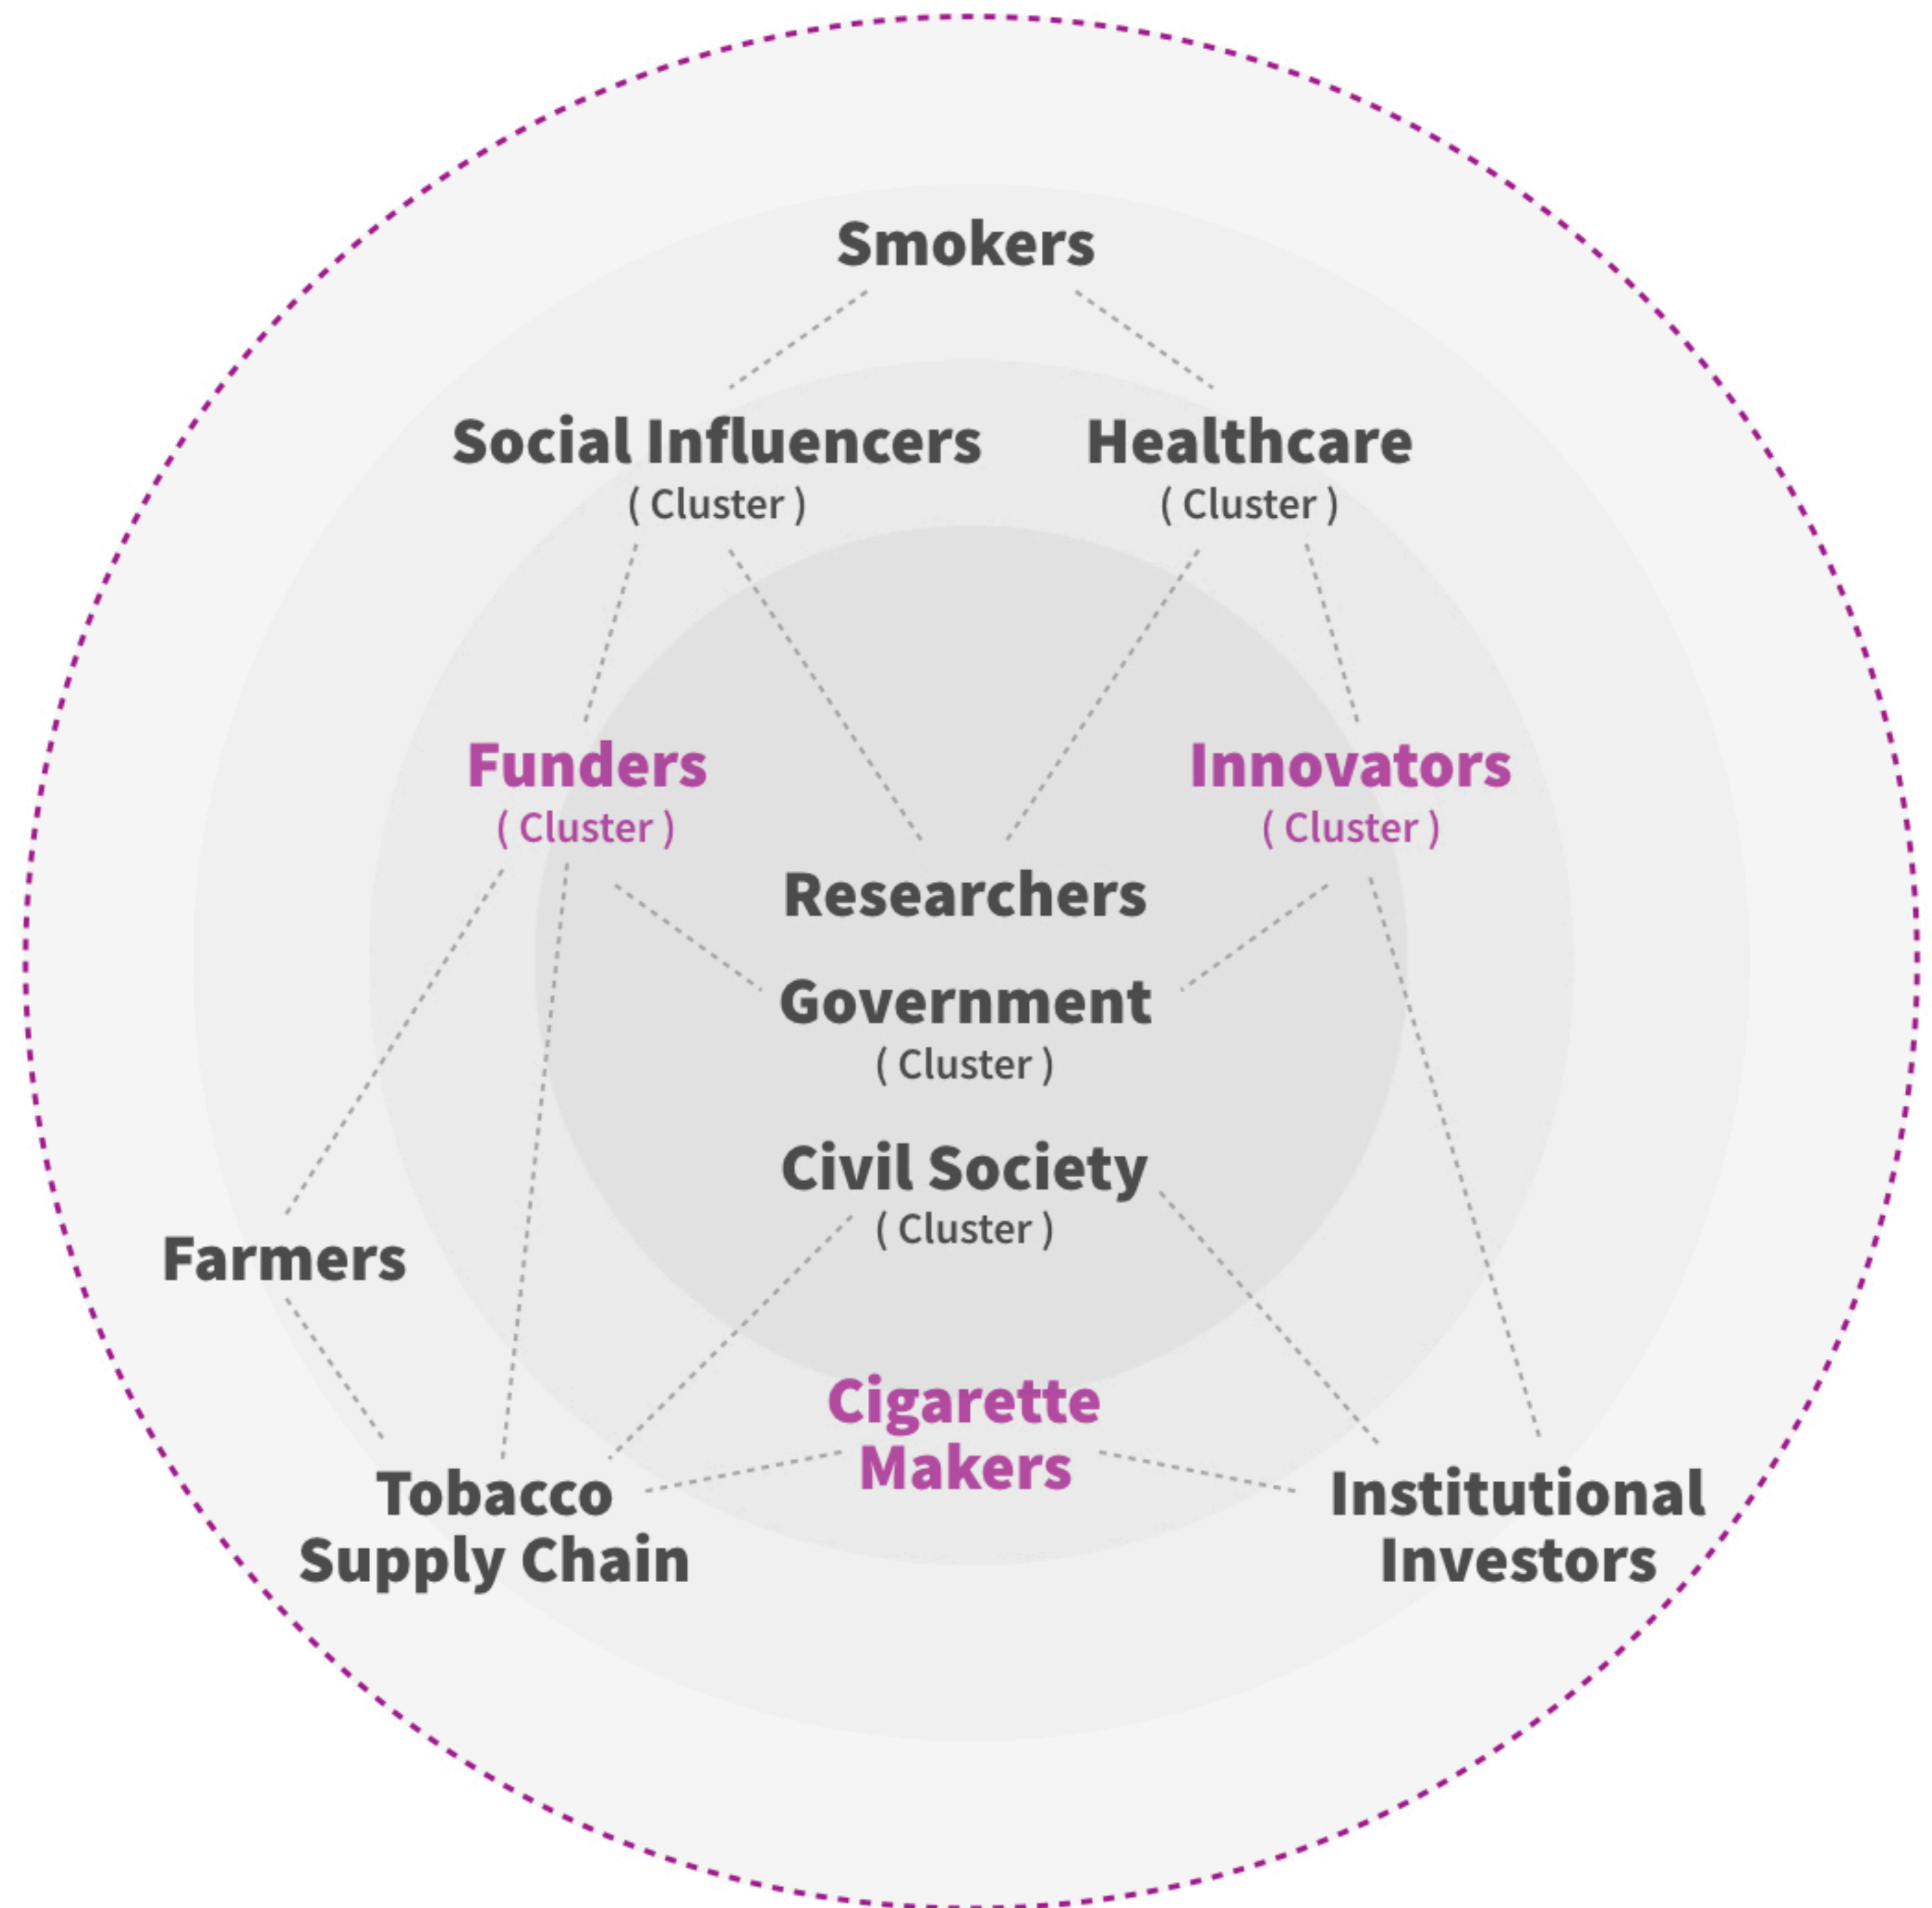 Smokers
Social Influencers
( Cluster )
Healthcare
( Cluster )
Funders
( Cluster )
Innovators
( Cluster )
Researchers
Government
( Cluster )
Civil Society
( Cluster )
Farmers
Cigarette
Makers
Tobacco
Supply Chain
Institutional
Investors